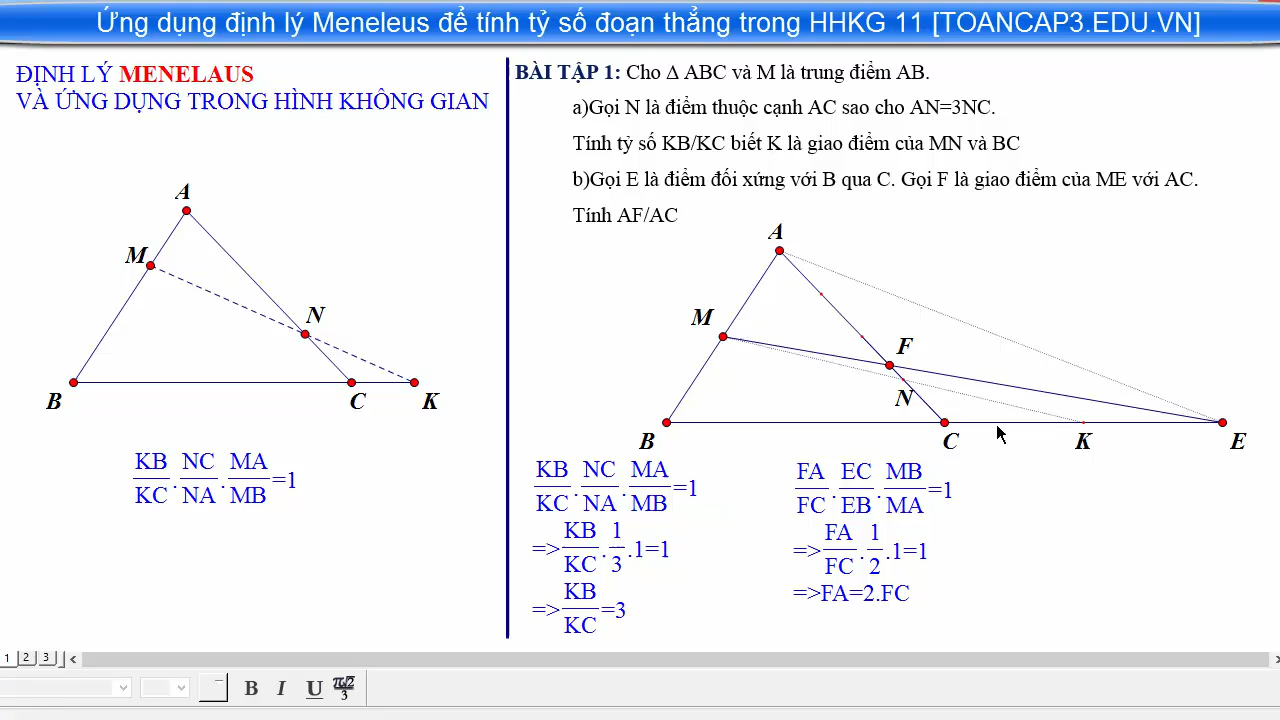 Ứng dụng định lý Meneleus để tính tỷ số đoạn thẳng trong HHKG 11 [TOANCAP3.EDU.VN]
ĐỊNH LÝ MENELAUS
VÀ ỨNG DỤNG TRONG HÌNH KHÔNG GIAN
A
M
N
B
C
K
KB/KC . NC/NA . MA/MB =1
BÀI TẬP 1: Cho Δ ABC và M là trung điểm AB.
a)Gọi N là điểm thuộc cạnh AC sao cho AN=3NC.
Tính tỷ số KB/KC biết K là giao điểm của MN và BC
b)Gọi E là điểm đối xứng với B qua C. Gọi F là giao điểm của ME với AC.
Tính AF/AC
A
M
F
N
B
C
K
E
KB/KC . NC/NA . MA/MB =1
=> KB/KC . 1/3 .1=1
=> KB/KC =3
FA/FC . EC/EB . MB/MA =1
=> FA/FC . 1/2 .1=1
=>FA=2.FC
1 2 3
B I U π√2/3